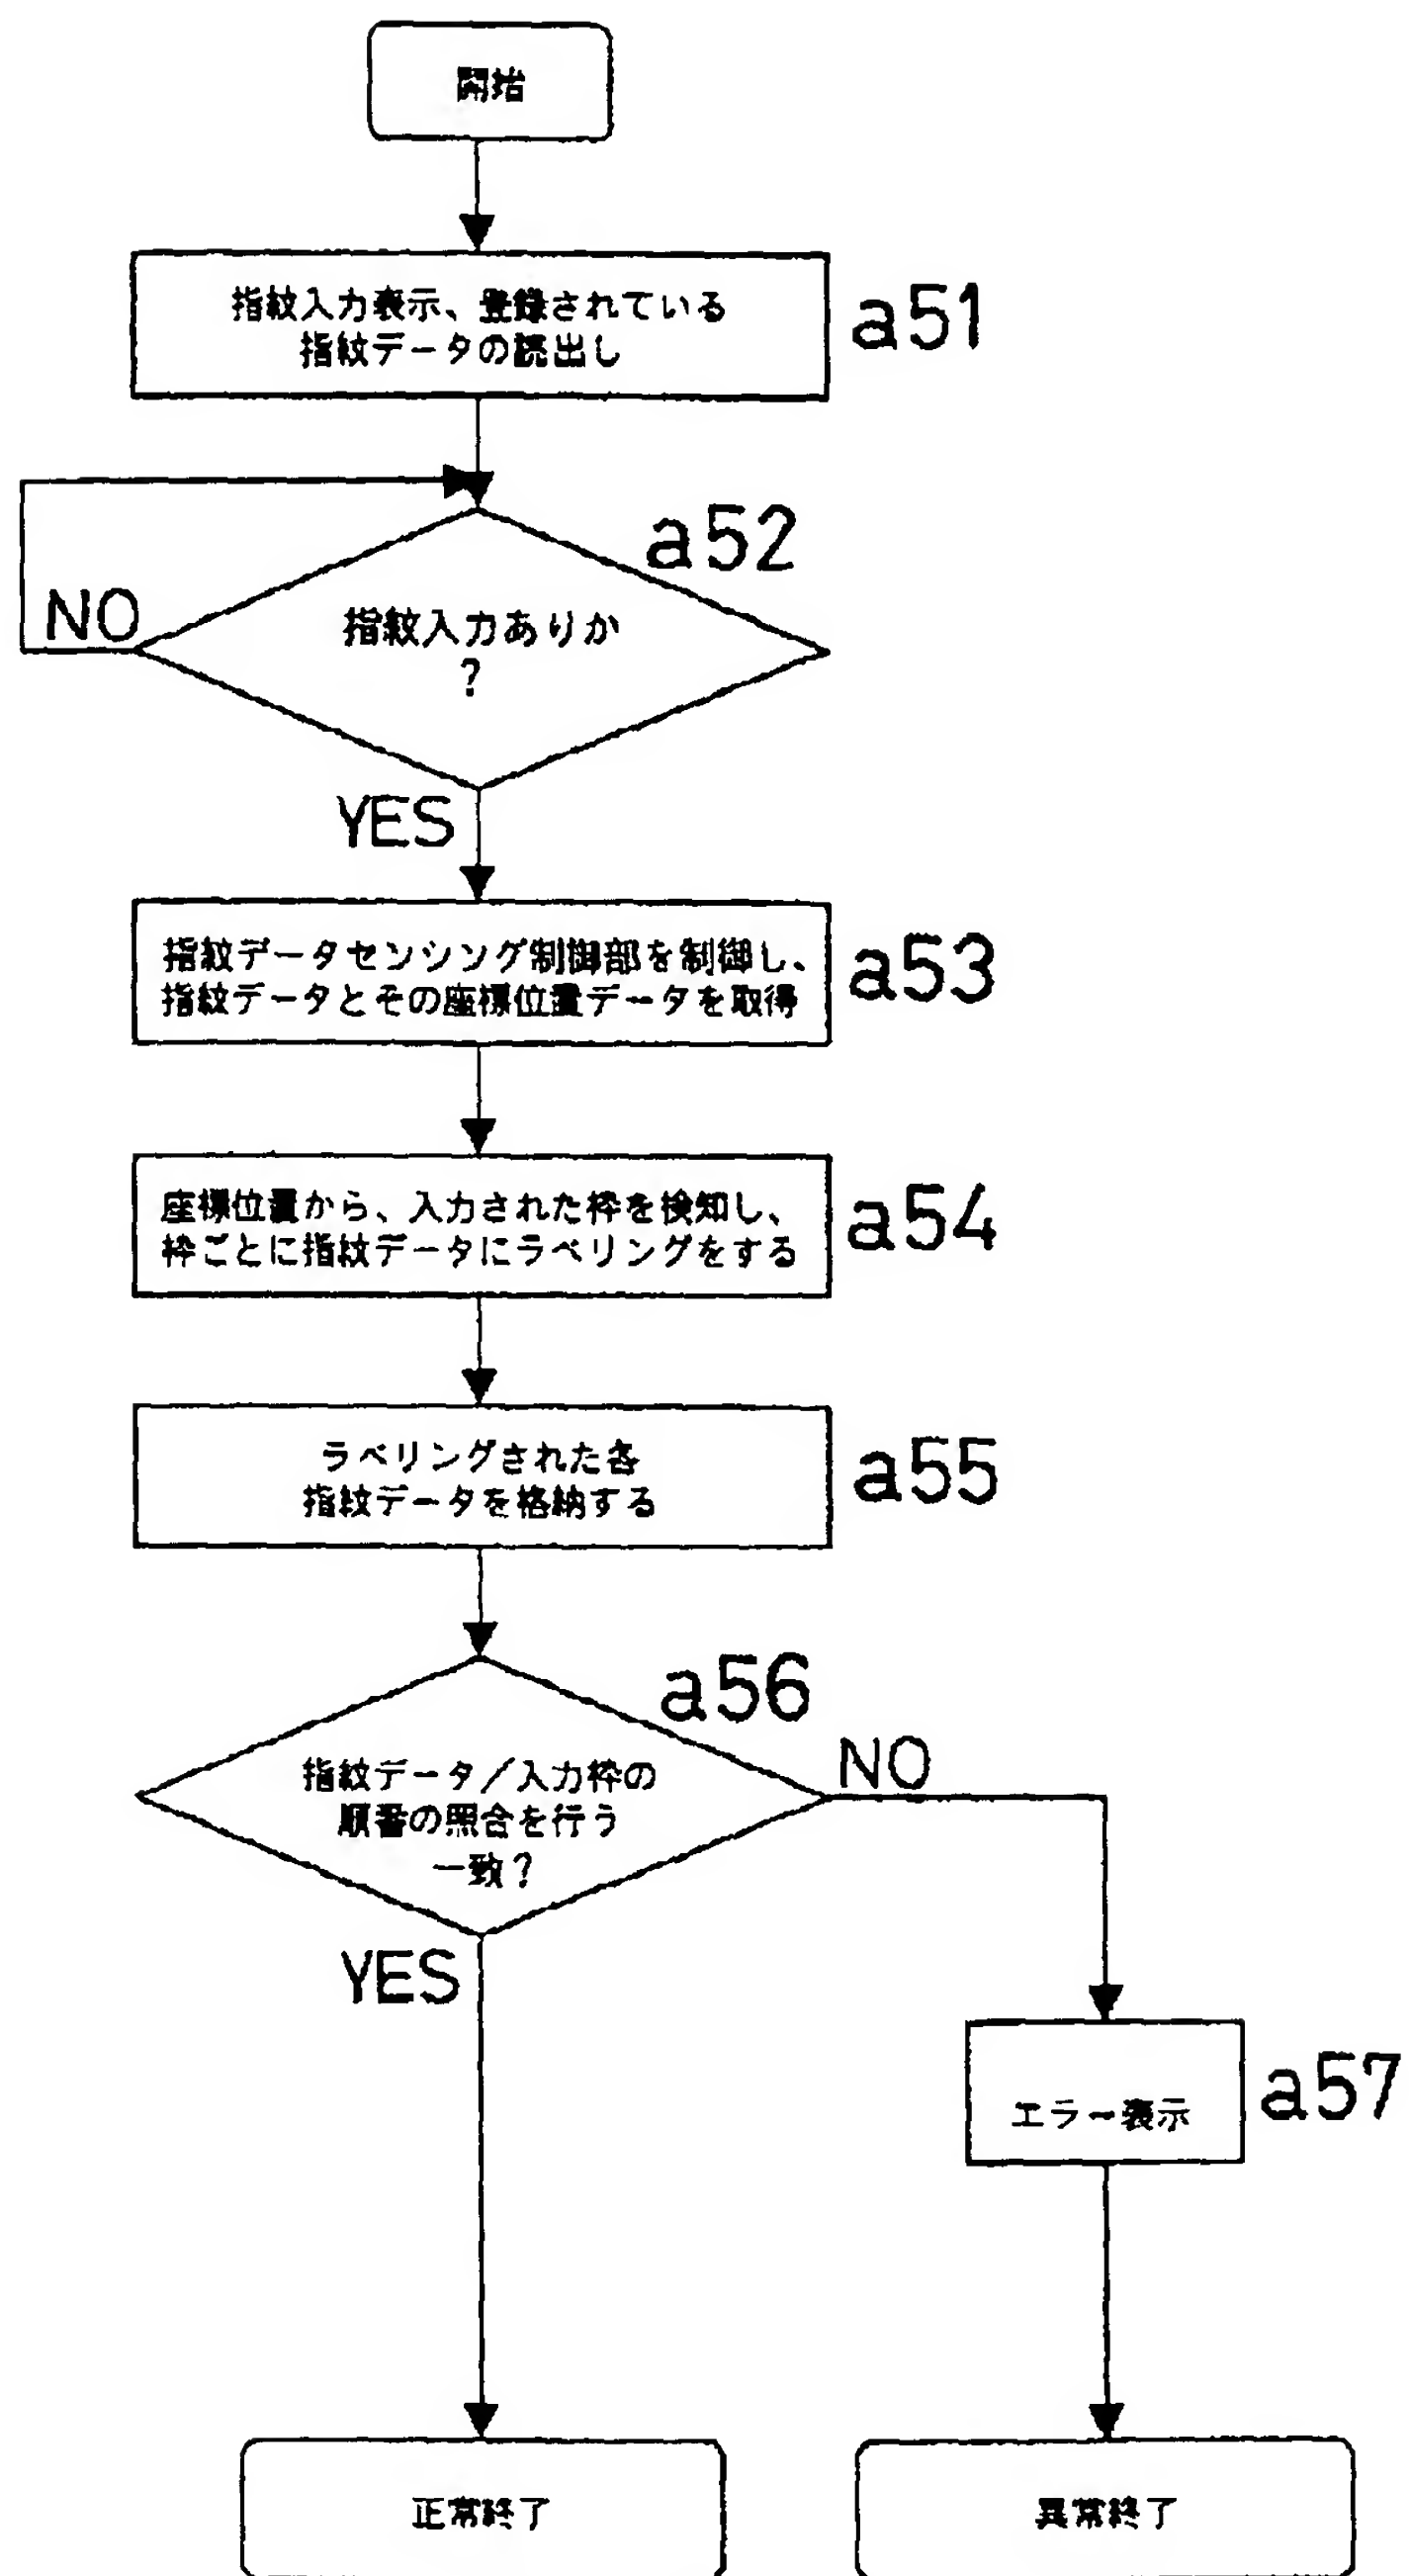 開始
指紋入力表示、登録されている
指紋データの読出し
a51
a52
NO
指紋入力ありか
?
YES
指紋データセンシング制御部を制御し、
指紋データとその座標位置データを取得
a53
座標位置から、入力された枠を検知し、
枠ごとに指紋データにラベリングをする
a54
ラベリングされた各
指紋データを格納する
a55
a56
NO
指紋データ/入力枠の
順番の照合を行う
一致?
YES
エラー表示
a57
正常終了
異常終了